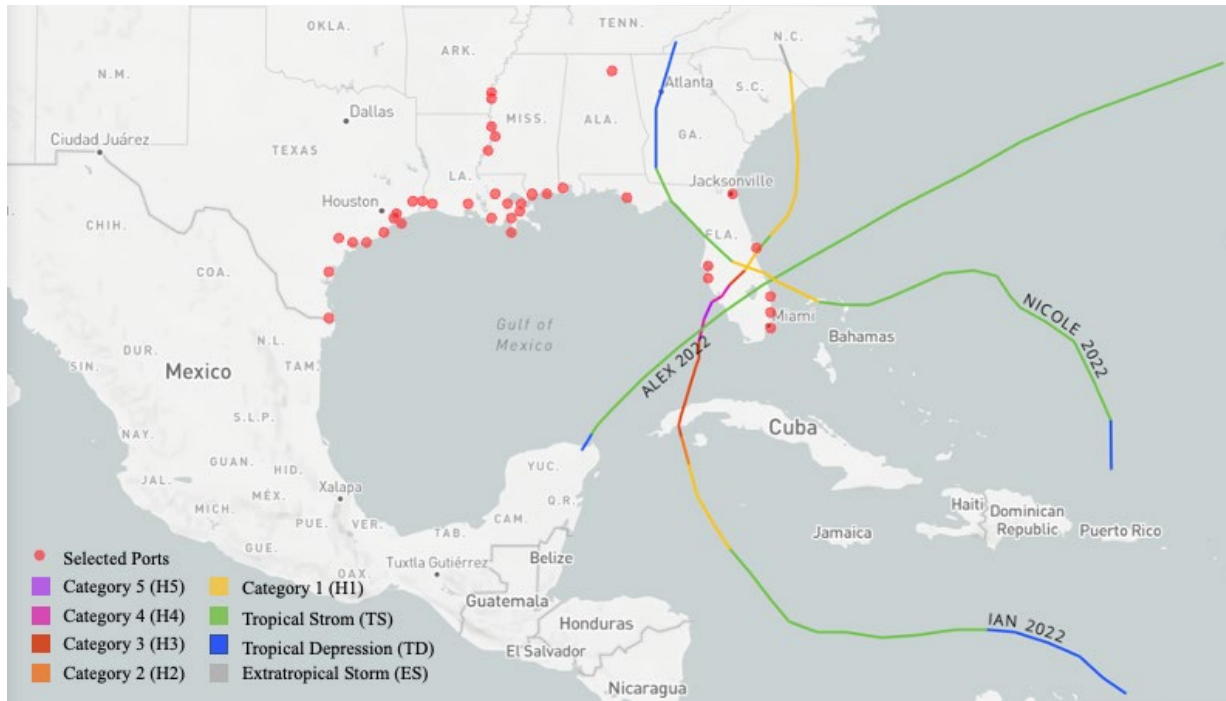 OKLA.
TENN.
N.C.
N.M.
ARK.
Atlanta
S.C.
Dallas
MISS.
ALA.
Ciudad Juárez
GA.
TEXAS
LA.
Jacksonville
Houston
CHIH.
FLA.
COA.
NICOLE 2022
Gulf of
Mexico
Miami
Bahamas
N.L.
DUR.
ALEX 2022
SIN.
Mexico
TAM.
S.L.P.
Cuba
NAY.
GUAN.
HID.
YUC.
JAL.
Xalapa
Q.R.
MÉX.
Haiti
Dominican
Republic
Puerto Rico
MICH.
PUE.
VER.
CAM.
Jamaica
TAB.
GUE.
Belize
Tuxtla Gutiérrez
OAX.
Guatemala
Honduras
IAN 2022
El Salvador
Nicaragua
Selected Ports
Category 5 (H5)
Category 4 (H4)
Category 3 (H3)
Category 2 (H2)
Category 1 (H1)
Tropical Strom (TS)
Tropical Depression (TD)
Extratropical Storm (ES)